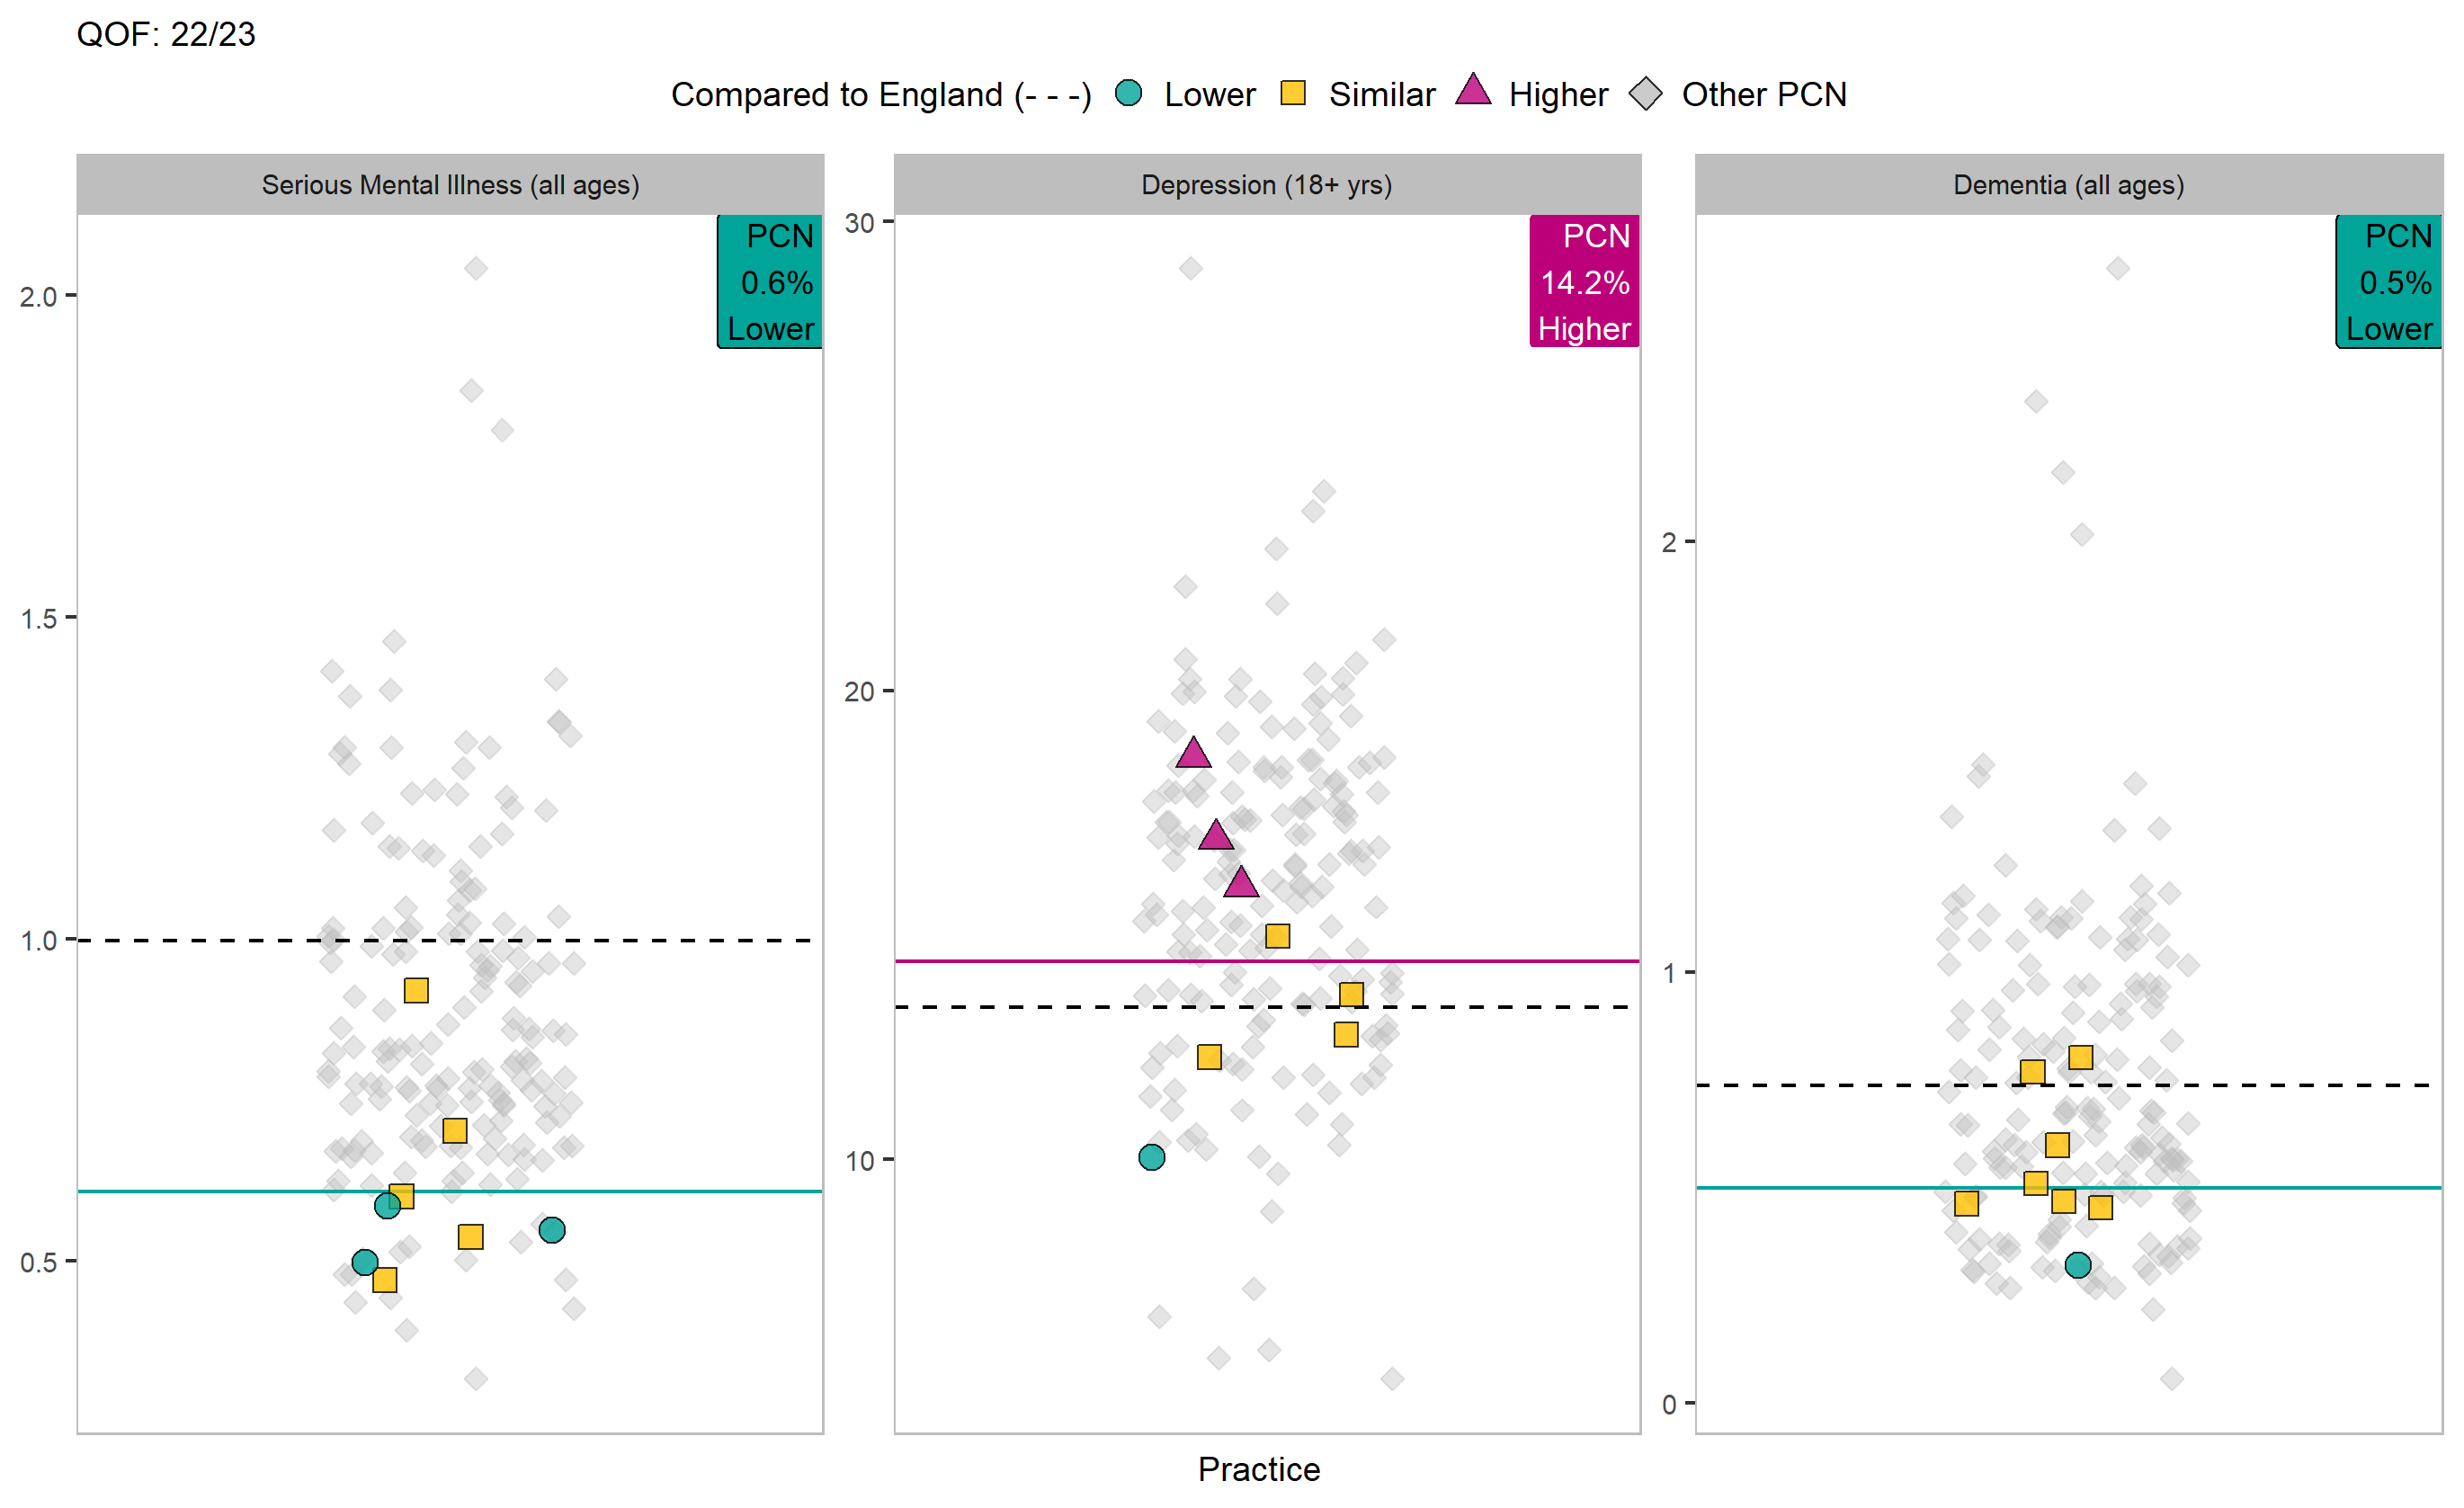 QOF: 22/23
Compared to England (- - -) Lower Similar Higher Other PCN
Serious Mental Illness (all ages)
PCN
0.6%
Lower
2.0
1.5
1.0
0.5
Depression (18+ yrs)
PCN
14.2%
Higher
30
20
10
Dementia (all ages)
PCN
0.5%
Lower
2
1
0
Practice